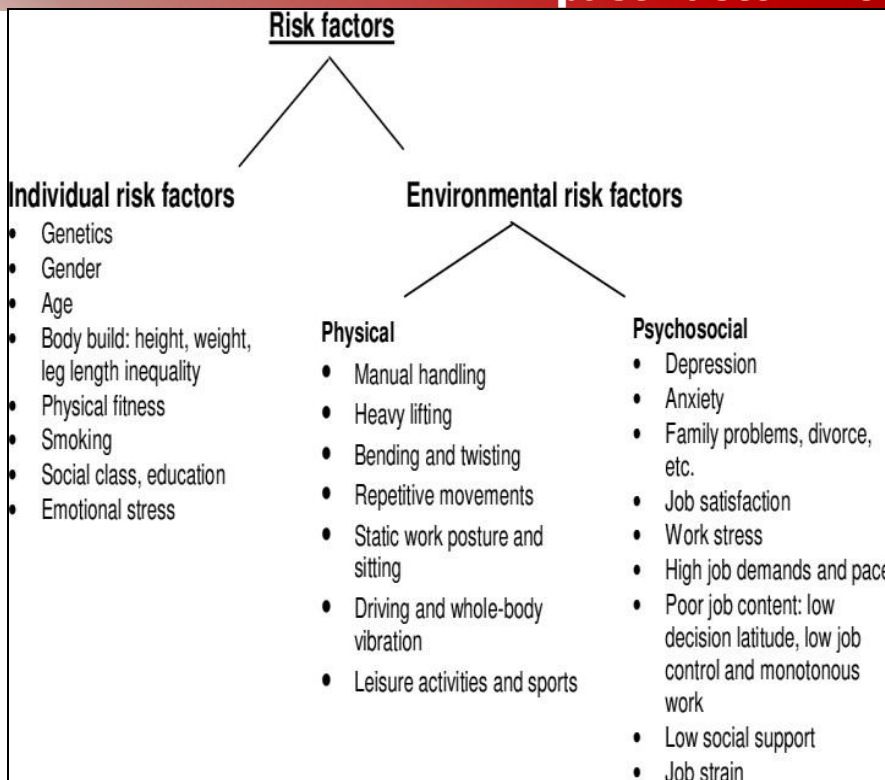 Risk factors
Individual risk factors
• Genetics
• Gender
• Age
• Body build: height, weight,
leg length inequality
• Physical fitness
• Smoking
• Social class, education
• Emotional stress
Environmental risk factors
Physical
• Manual handling
• Heavy lifting
• Bending and twisting
• Repetitive movements
• Static work posture and
sitting
• Driving and whole-body
vibration
• Leisure activities and sports
Psychosocial
• Depression
• Anxiety
• Family problems, divorce,
etc.
• Job satisfaction
• Work stress
• High job demands and pace
• Poor job content: low
decision latitude, low job
control and monotonous
work
• Low social support
• Job strain